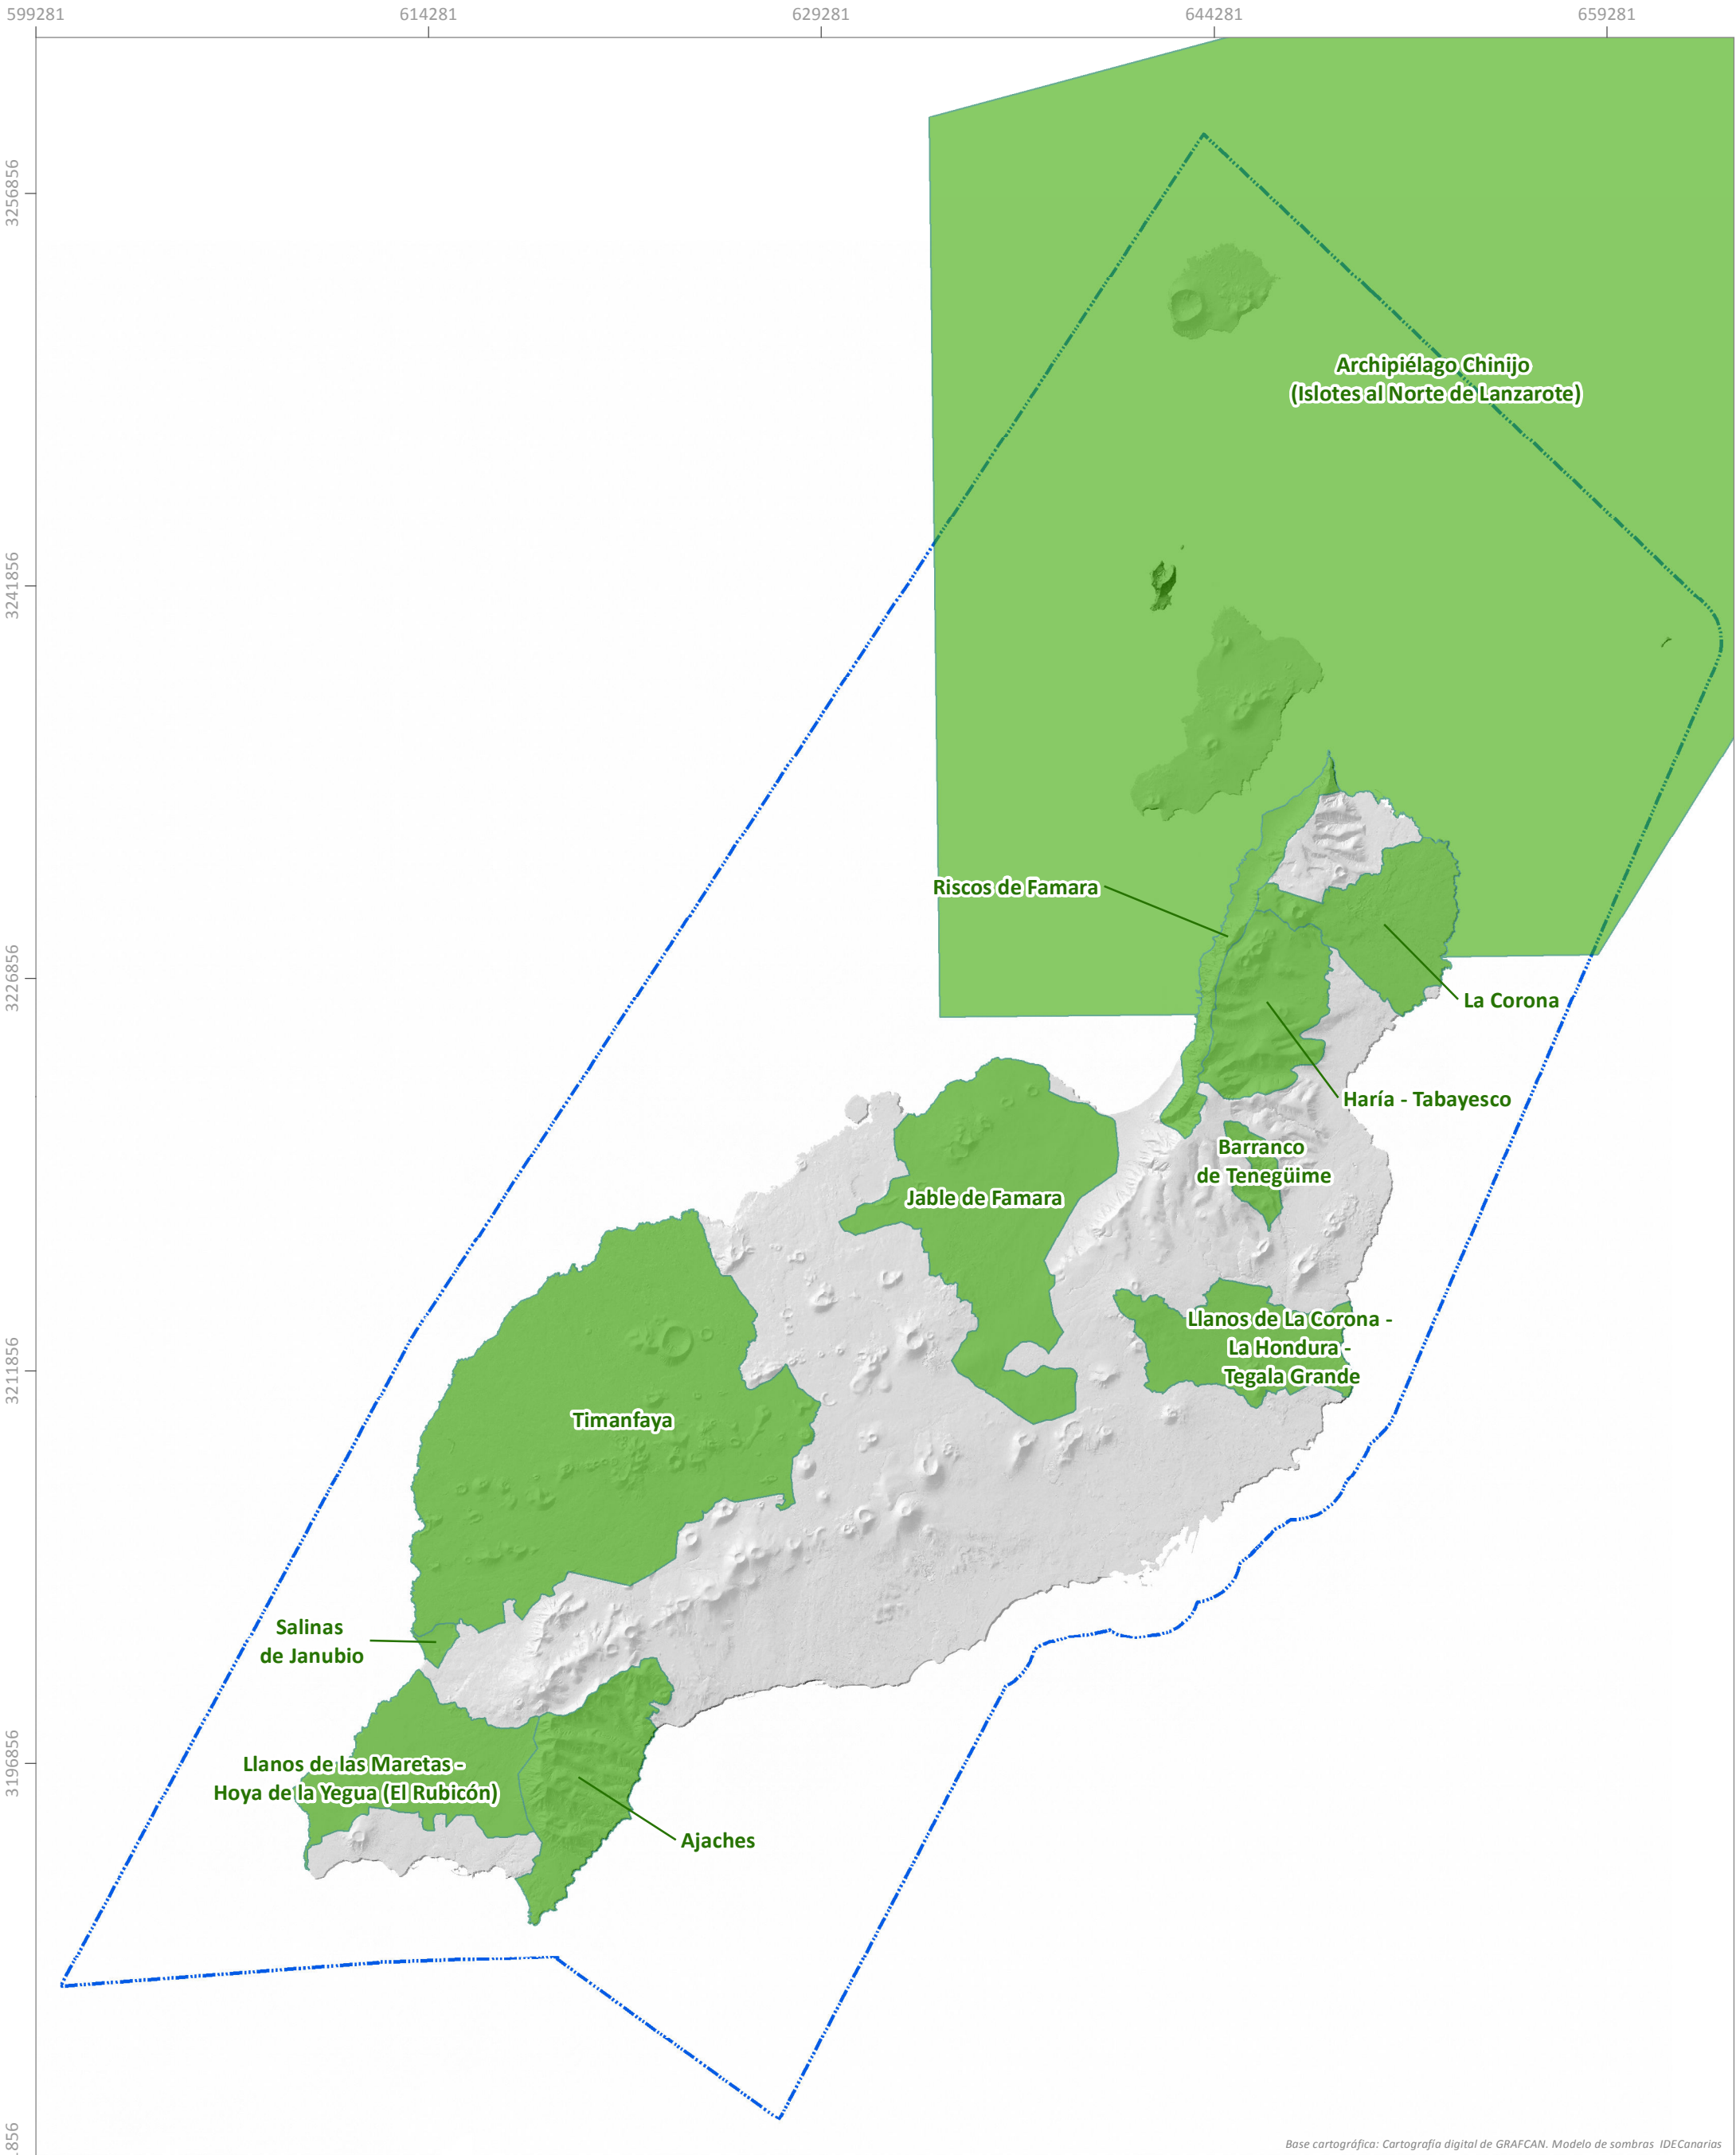 599281
614281
629281
644281
659281
3256856
3241856
3226856
3211856
3196856
856
Archipiélago Chinijo
(Islotes al Norte de Lanzarote)
Riscos de Famara
La Corona
Haría - Tabayesco
Barranco
de Tenegüime
Jable de Famara
Llanos de La Corona -
La Hondura -
Tegala Grande
Timanfaya
Salinas
de Janubio
Llanos de las Maretas -
Hoya de la Yegua (El Rubicón)
Ajaches
Base cartográfica: Cartografía digital de GRAFCAN. Modelo de sombras IDECanarias